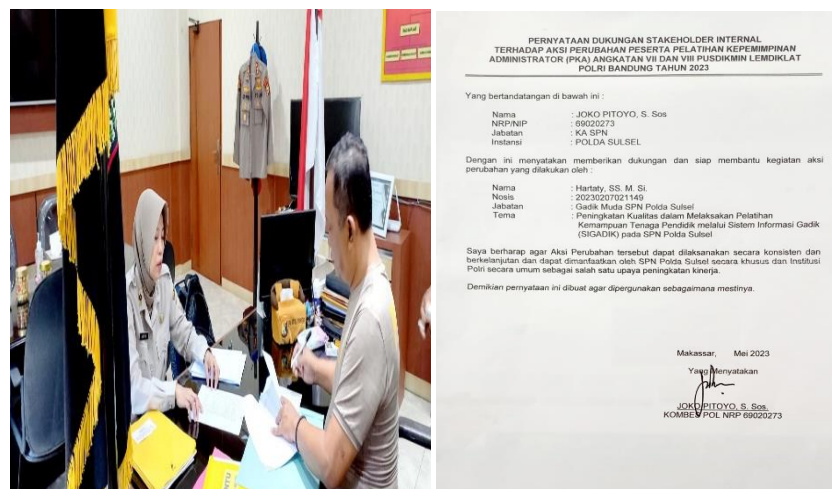 PERNYATAAN DUKUNGAN STAKEHOLDER INTERNAL
TERHADAP AKSI PERUBAHAN PESERTA PELATIHAN KEPEMIMPINAN
ADMINISTRATOR (PKA) ANGKATAN VII DAN VIII PUSDIKMIN LEMDIKLAT
POLRI BANDUNG TAHUN 2023
Yang bertandatangan di bawah ini :
Nama : JOKO PITOYO, S. Sos
NRP/NIP : 69020273
Jabatan : KA SPN
Instansi : POLDA SULSEL
Dengan ini menyatakan memberikan dukungan dan siap membantu kegiatan aksi
perubahan yang dilakukan oleh :
Nama : Hartaty, SS. M. Si.
Nosis : 20230207021149
Jabatan : Gadik Muda SPN Polda Sulsel
Tema : Peningkatan Kualitas dalam Melaksakan Pelatihan
Kemampuan Tenaga Pendidik melalui Sistem Informasi Gadik
(SIGADIK) pada SPN Polda Sulsel
Saya berharap agar Aksi Perubahan tersebut dapat dilaksanakan secara konsisten dan
berkelanjutan dan dapat dimanfaatkan oleh SPN Polda Sulsel secara khusus dan Institusi
Polri secara umum sebagai salah satu upaya peningkatan kinerja.
Demikian pernyataan ini dibuat agar dipergunakan sebagaimana mestinya.
Makassar, Mei 2023
Yang Menyatakan
JOKO PITOYO, S. Sos.
KOMBES POL NRP 69020273